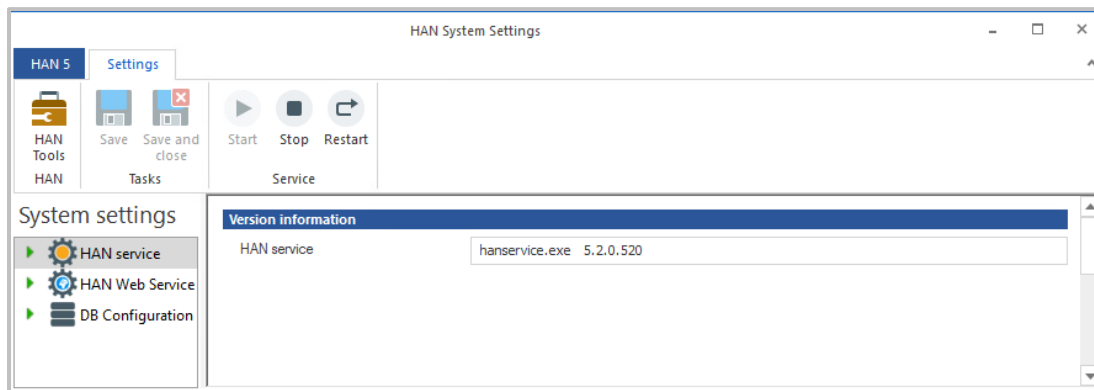 HAN System Settings
HAN 5 Settings
HAN
Tools
Save
Save and
close
Start
Stop
Restart
HAN
Tasks
Service
System settings
HAN service
HAN Web Service
DB Configuration
Version information
HAN service
hanservice.exe 5.2.0.520